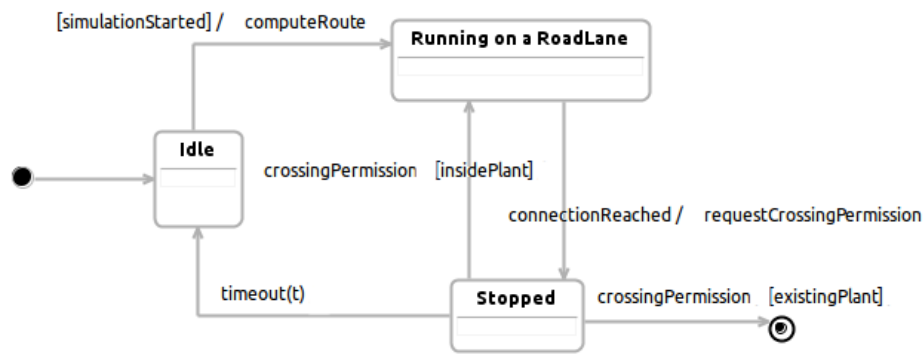 [simulationStarted] / computeRoute
Running on a RoadLane
Idle
crossingPermission [insidePlant]
connectionReached / requestCrossingPermission
timeout(t)
Stopped
crossingPermission [existingPlant]